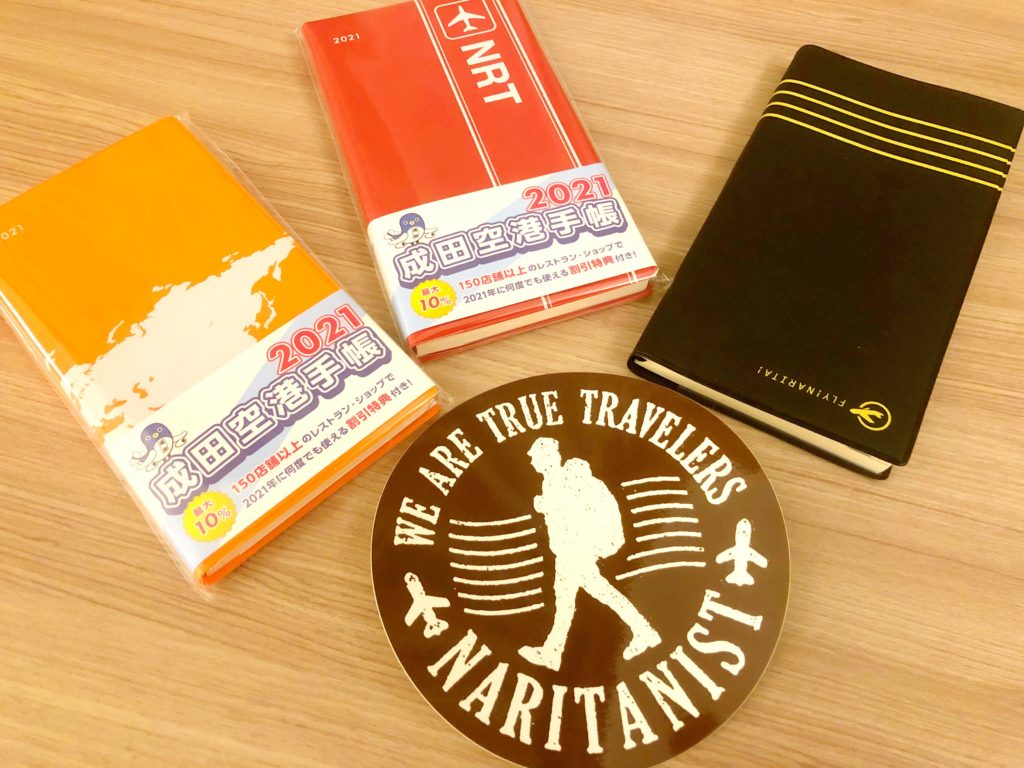 2021
2021
成田空港手帳
最大
10%
150店舗以上のレストラン・ショップで
2021年に何度でも使える割引特典付き!
2021
NRT
2021
成田空港手帳
最大
10%
150店舗以上のレストラン・ショップで
2021年に何度でも使える割引特典付き!
FLY!NARITA!
WE ARE TRUE TRAVELERS
NARITANIST